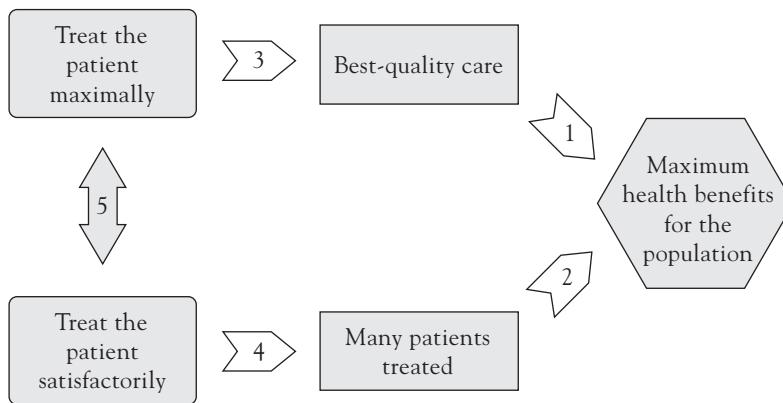 Treat the
patient
maximally
3
Best-quality care
1
Maximum
health benefits
for the
population
5
2
Treat the
patient
satisfactorily
4
Many patients
treated